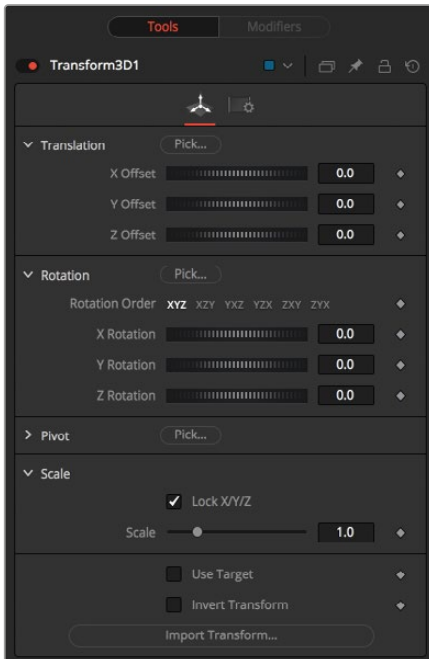 Tools Modifiers
Transform3D1
Translation Pick...
X Offset 0.0
Y Offset 0.0
Z Offset 0.0
Rotation Pick...
Rotation Order XYZ XZY YXZ YZX ZXY ZYX
X Rotation 0.0
Y Rotation 0.0
Z Rotation 0.0
Pivot Pick...
Scale
Lock X/Y/Z
Scale 1.0
Use Target
Invert Transform
Import Transform...